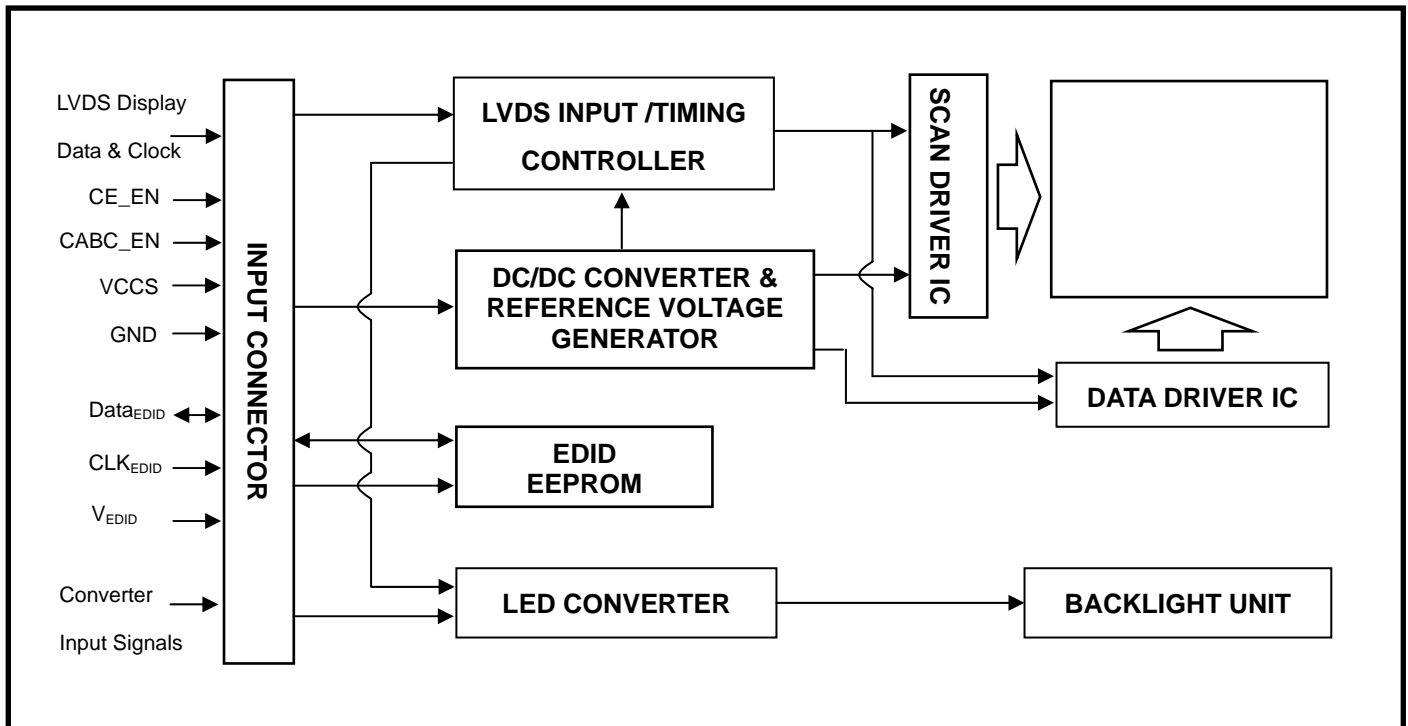 LVDS Display
Data & Clock
CE_EN
CABC_EN
VCCS
GND
DataEDID
CLKEDID
VEDID
Converter
Input Signals
INPUT CONNECTOR
LVDS INPUT /TIMING
CONTROLLER
DC/DC CONVERTER &
REFERENCE VOLTAGE
GENERATOR
EDID
EEPROM
LED CONVERTER
SCAN DRIVER IC
DATA DRIVER IC
BACKLIGHT UNIT